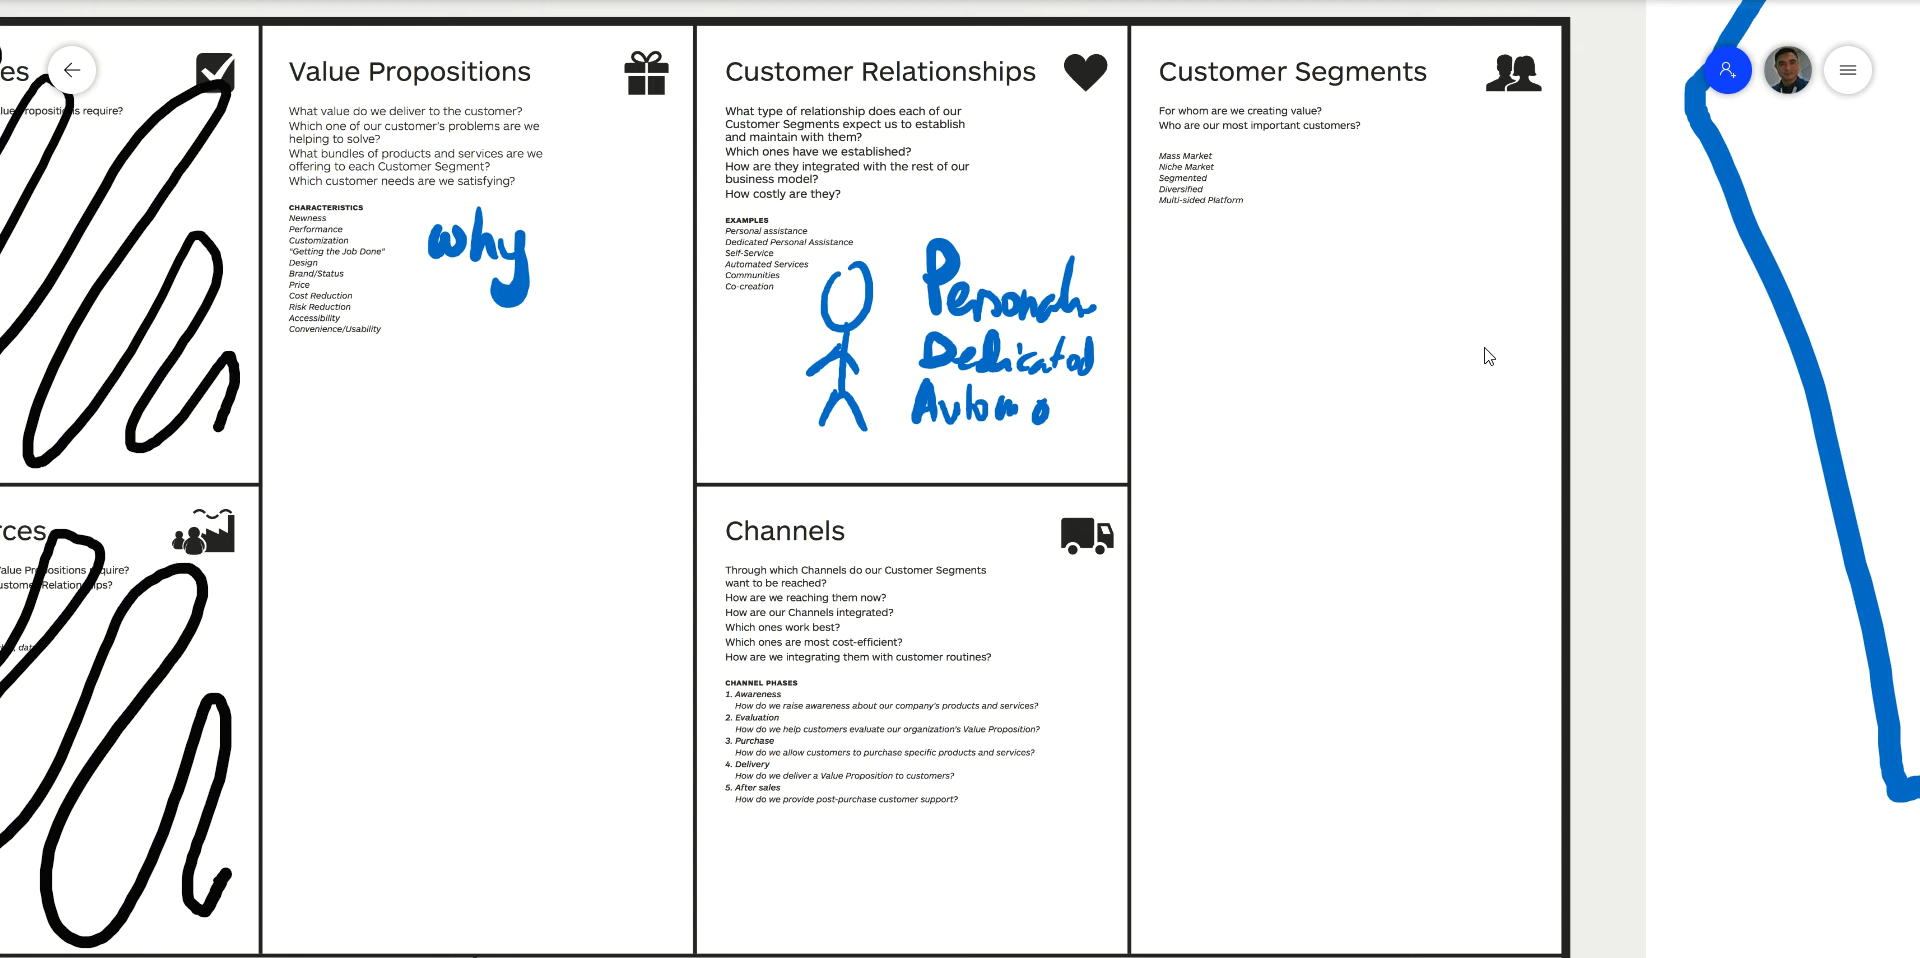 es
lue Propositions require?
rces
Value Propositions require?
ustomer Relationships?
Value Propositions
What value do we deliver to the customer?
Which one of our customer's problems are we
helping to solve?
What bundles of products and services are we
offering to each Customer Segment?
Which customer needs are we satisfying?
CHARACTERISTICS
Newness
Performance
Customization
"Getting the Job Done"
Design
Brand/Status
Price
Cost Reduction
Risk Reduction
Accessibility
Convenience/Usability
why
Customer Relationships
What type of relationship does each of our
Customer Segments expect us to establish
and maintain with them?
Which ones have we established?
How are they integrated with the rest of our
business model?
How costly are they?
EXAMPLES
Personal assistance
Dedicated Personal Assistance
Self-Service
Automated Services
Communities
Co-creation
Personal
Dedicated
Automo
Channels
Through which Channels do our Customer Segments
want to be reached?
How are we reaching them now?
How are our Channels integrated?
Which ones work best?
Which ones are most cost-efficient?
How are we integrating them with customer routines?
CHANNEL PHASES
1. Awareness
How do we raise awareness about our company's products and services?
2. Evaluation
How do we help customers evaluate our organization's Value Proposition?
3. Purchase
How do we allow customers to purchase specific products and services?
4. Delivery
How do we deliver a Value Proposition to customers?
5. After sales
How do we provide post-purchase customer support?
Customer Segments
For whom are we creating value?
Who are our most important customers?
Mass Market
Niche Market
Segmented
Diversified
Multi-sided Platform